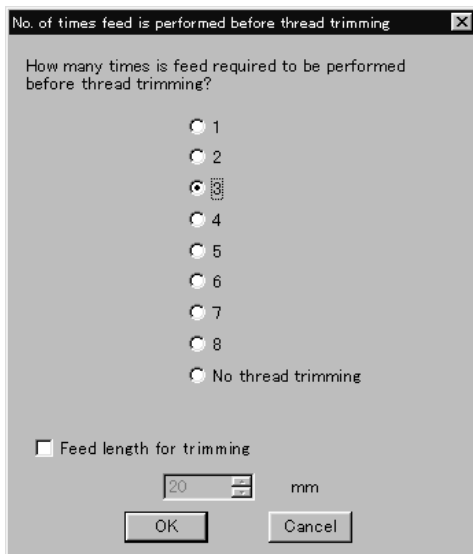 No. of times feed is performed before thread trimming
How many times is feed required to be performed
before thread trimming?
1
2
3
4
5
6
7
8
No thread trimming
Feed length for trimming
20 mm
OK Cancel